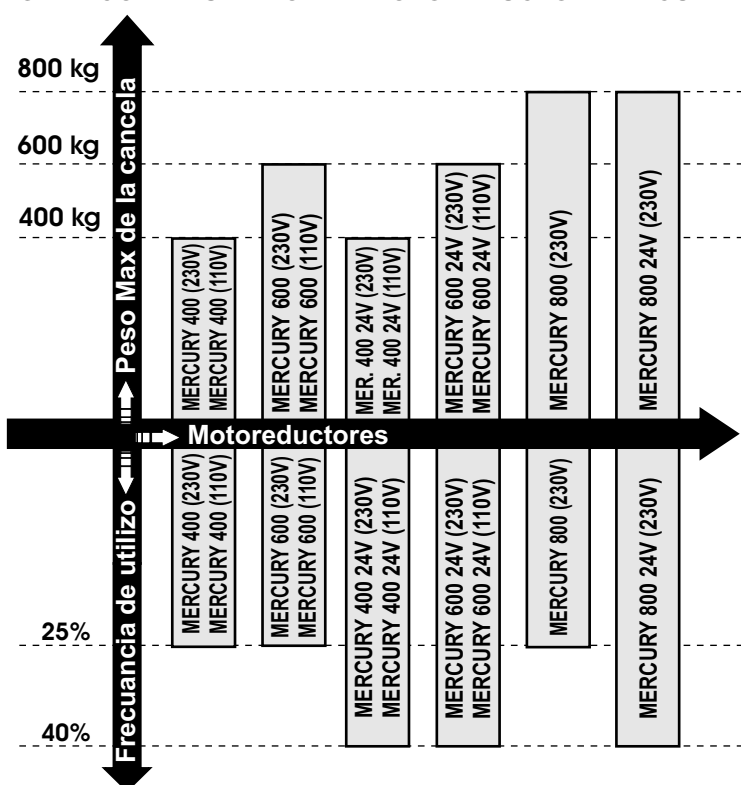 800 kg
600 kg
400 kg
Peso Max de la cancela
MERCURY 400 (230V)
MERCURY 400 (110V)
MERCURY 600 (230V)
MERCURY 600 (110V)
MER. 400 24V (230V)
MER. 400 24V (110V)
MERCURY 600 24V (230V)
MERCURY 600 24V (110V)
MERCURY 800 (230V)
MERCURY 800 24V (230V)
Motoreductores
Frecuancia de utilizo
25%
40%
MERCURY 400 (230V)
MERCURY 400 (110V)
MERCURY 600 (230V)
MERCURY 600 (110V)
MERCURY 400 24V (230V)
MERCURY 400 24V (110V)
MERCURY 600 24V (230V)
MERCURY 600 24V (110V)
MERCURY 800 (230V)
MERCURY 800 24V (230V)